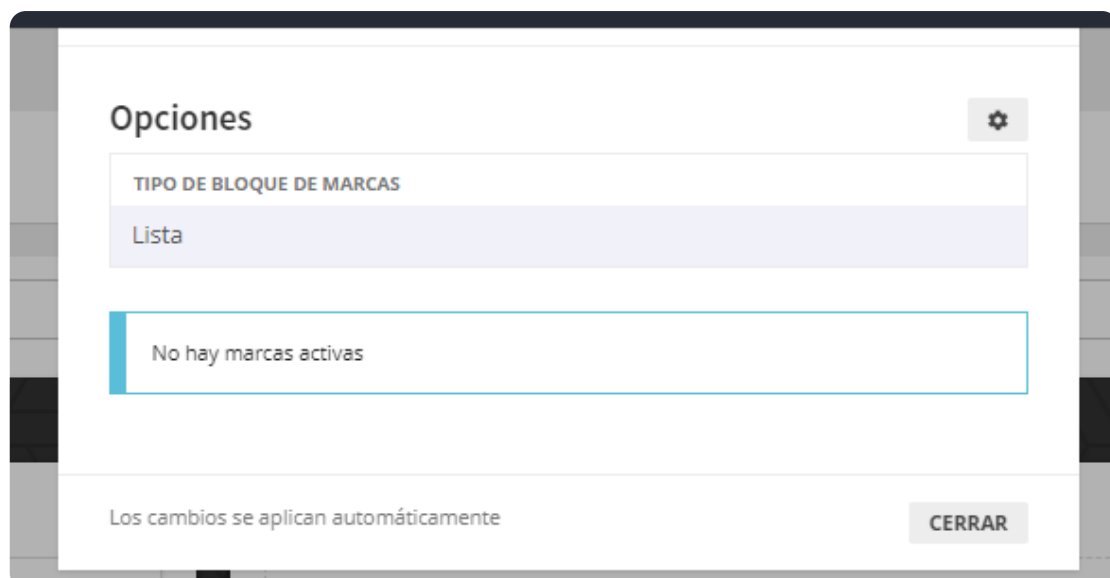 Opciones
TIPO DE BLOQUE DE MARCAS
Lista
No hay marcas activas
Los cambios se aplican automáticamente
CERRAR